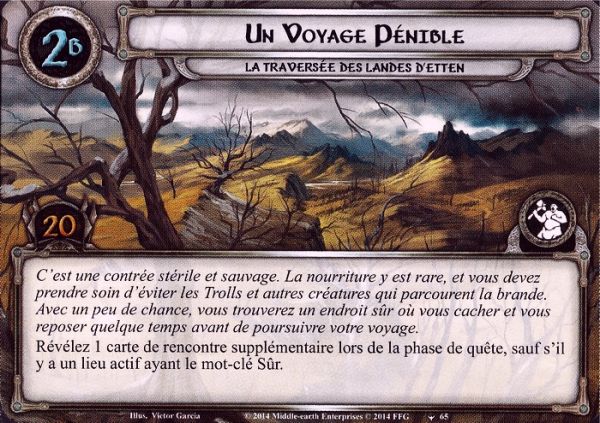 2B
UN VOYAGE PÉNIBLE
LA TRAVERSÉE DES LANDES D'ETTEN
20
C'est une contrée stérile et sauvage. La nourriture y est rare, et vous devez
prendre soin d'éviter les Trolls et autres créatures qui parcourent la brande.
Avec un peu de chance, vous trouverez un endroit sûr où vous cacher et vous
reposer quelque temps avant de poursuivre votre voyage.
Révélez 1 carte de rencontre supplémentaire lors de la phase de quête, sauf s'il
y a un lieu actif ayant le mot-clé Sûr.
Illus. Victor Garcia © 2014 Middle-earth Enterprises © 2014 FFG 65